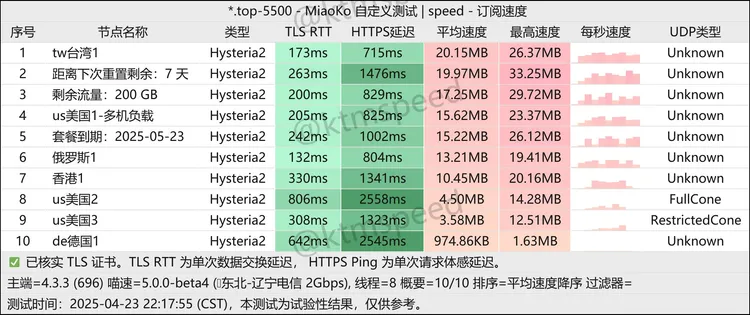 *.top-5500 - MiaoKo 自定义测试 | speed - 订阅速度
序号 节点名称 类型 TLS RTT HTTPS延迟 平均速度 最高速度 每秒速度 UDP类型
1 tw台湾1 Hysteria2 173ms 715ms 20.15MB 26.37MB Unknown
2 距离下次重置剩余：7 天 Hysteria2 263ms 1476ms 19.97MB 33.25MB Unknown
3 剩余流量：200 GB Hysteria2 200ms 829ms 17.25MB 29.72MB Unknown
4 us美国1-多机负载 Hysteria2 205ms 825ms 15.62MB 23.37MB Unknown
5 套餐到期：2025-05-23 Hysteria2 242ms 1002ms 15.22MB 26.12MB Unknown
6 俄罗斯1 Hysteria2 132ms 804ms 13.21MB 19.41MB Unknown
7 香港1 Hysteria2 330ms 1341ms 10.45MB 20.16MB Unknown
8 us美国2 Hysteria2 806ms 2558ms 4.50MB 14.28MB FullCone
9 us美国3 Hysteria2 308ms 1323ms 3.58MB 12.51MB RestrictedCone
10 de德国1 Hysteria2 642ms 2545ms 974.86KB 1.63MB Unknown
已核实 TLS 证书。TLS RTT 为单次数据交换延迟， HTTPS Ping 为单次请求体感延迟。
主端=4.3.3 (696) 喵速=5.0.0-beta4 (东北-辽宁电信 2Gbps), 线程=8 概要=10/10 排序=平均速度降序 过滤器=
测试时间：2025-04-23 22:17:55 (CST)，本测试为试验性结果，仅供参考。
@ktmspeed
@ktmspeed
@ktmspeed